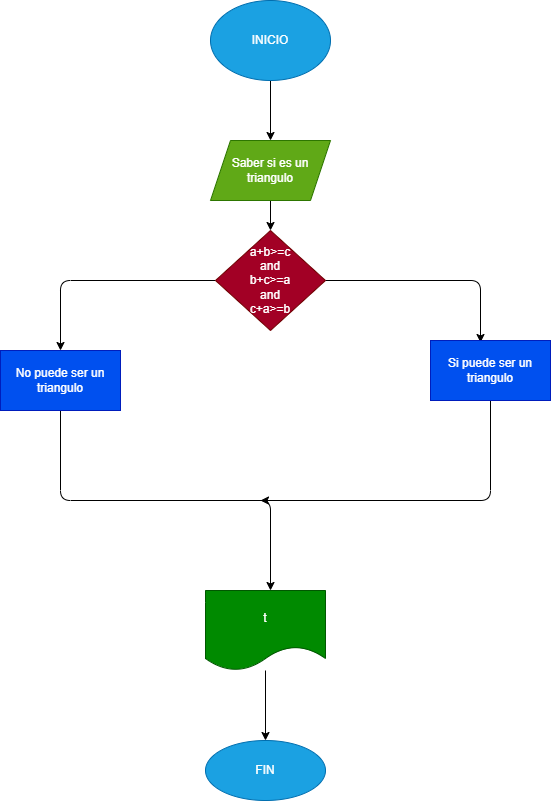 INICIO
Saber si es un
triangulo
a+b>=c
and
b+c>=a
and
c+a>=b
No puede ser un
triangulo
Si puede ser un
triangulo
t
FIN